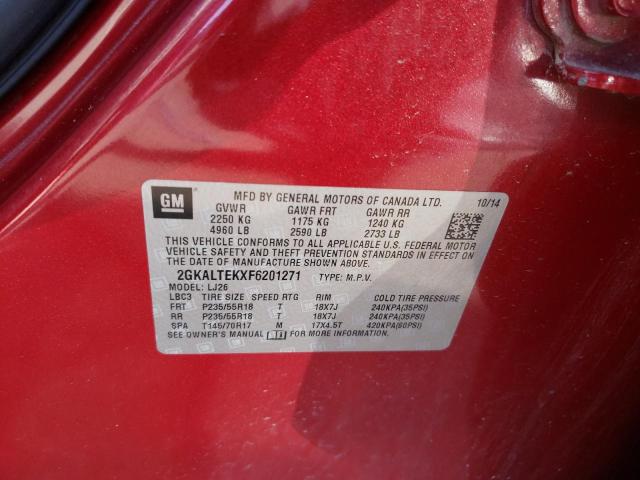 GM
MFD BY GENERAL MOTORS OF CANADA LTD. 10/14
GVWR GAWR FRT GAWR RR
2250 KG 1175 KG 1240 KG
4960 LB 2590 LB 2733 LB
THIS VEHICLE CONFORMS TO ALL APPLICABLE U.S. FEDERAL MOTOR
VEHICLE SAFETY AND THEFT PREVENTION STANDARDS IN EFFECT ON
THE DATE OF MANUFACTURE SHOWN ABOVE.
2GKALTEKXF6201271 TYPE: M.P.V.
MODEL: LJ26
LBC3 TIRE SIZE SPEED RTG RIM COLD TIRE PRESSURE
FRT P235/55R18 T 18X7J 240KPA(35PSI)
RR P235/55R18 T 18X7J 240KPA(35PSI)
SPA T145/70R17 M 17X4.5T 420KPA(60PSI)
SEE OWNER'S MANUAL FOR MORE INFORMATION.